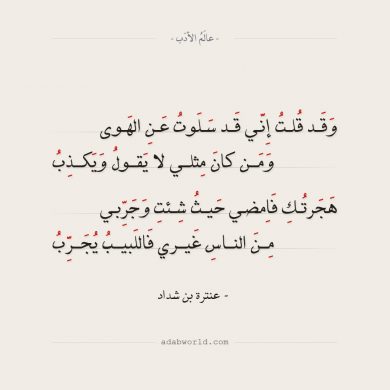 - عالَمُ الأدَب -
وَقَد قُلتُ إِنّي قَد سَلَوتُ عَنِ الهَوى
وَمَن كانَ مِثلي لا يَقولُ وَيَكذِبُ
هَجَرتُكِ فَاِمضي حَيثُ شِئتِ وَجَرِّبي
مِنَ الناسِ غَيري فَاللَبيبُ يُجَرِّبُ
- عنترة بن شداد
adabworld.com